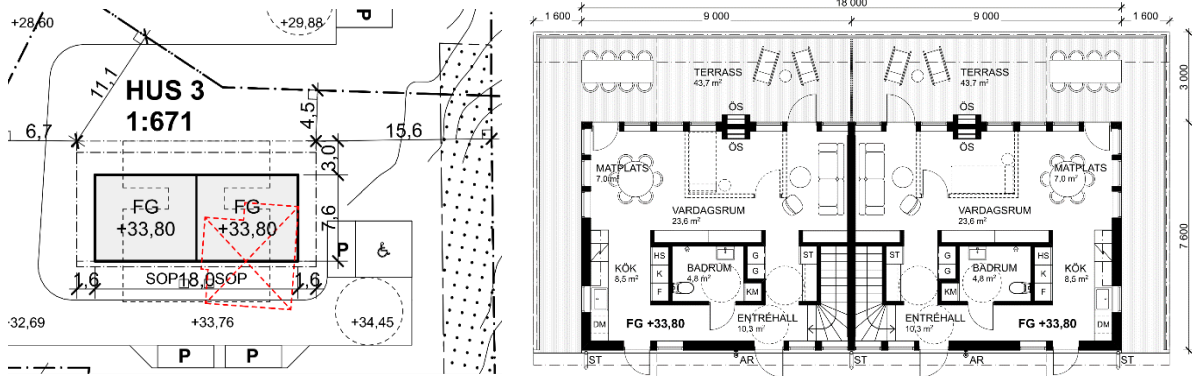 +28,60
+29,88
P
11,1
HUS 3
1:671
4,5
6,7
15,6
3,0
FG
+33,80
FG
+33,80
7,6
P
1,6
SOP
18,0
SOP
1,6
-32,69
+33,76
+34,45
P
P
18 000
1 600
9 000
9 000
1 600
TERRASS
43,7 m²
TERRASS
43,7 m²
3 000
ÖS
ÖS
ÖS
ÖS
MATPLATS
7,0 m²
MATPLATS
7,0 m²
VARDAGSRUM
23,6 m²
VARDAGSRUM
23,6 m²
7 600
KÖK
8,5 m²
HS
K
F
BADRUM
4,8 m²
G
G
KM
ST
ST
G
G
KM
BADRUM
4,8 m²
HS
K
F
KÖK
8,5 m²
DM
FG +33,80
ENTRÉHALL
10,3 m²
ENTRÉHALL
10,3 m²
FG +33,80
DM
ST
AR
ST
AR
ST